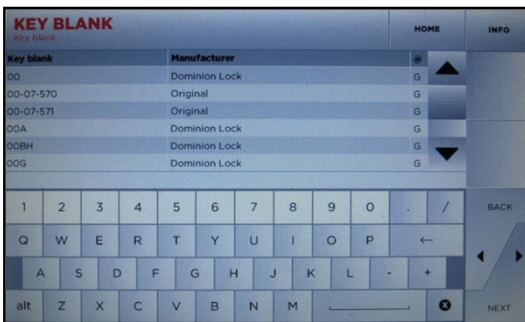 KEY BLANK
Key blank
HOME
INFO
Key blank Manufacturer @
00 Dominion Lock G
00-07-570 Original G
00-07-571 Original G
00A Dominion Lock G
00BH Dominion Lock G
00G Dominion Lock G
1 2 3 4 5 6 7 8 9 0 . /
BACK
Q W E R T Y U I O P ←
A S D F G H J K L - +
alt Z X C V B N M X
NEXT